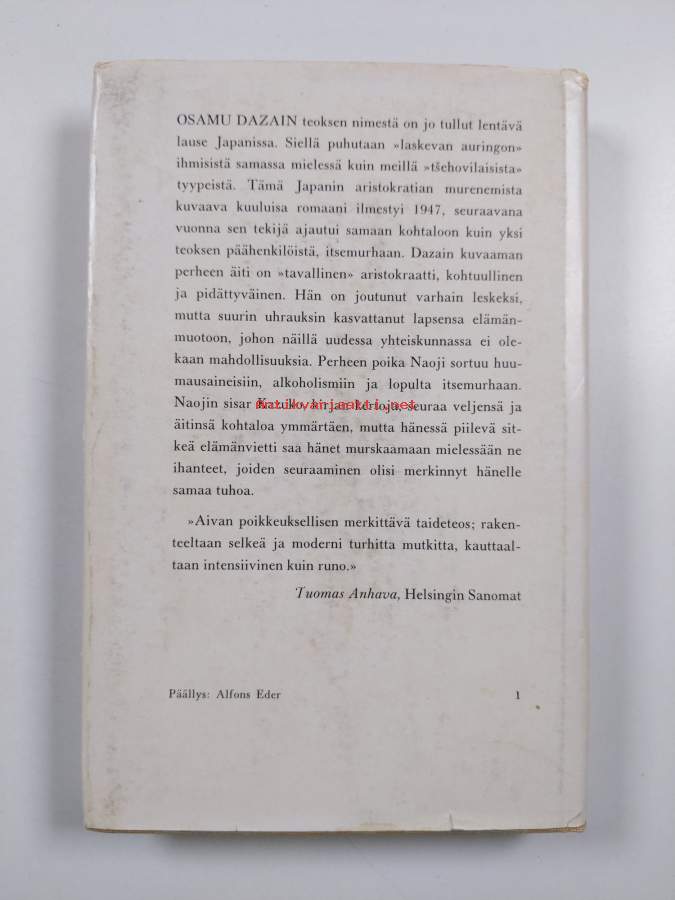 OSAMU DAZAIN teoksen nimestä on jo tullut lentävä
lause Japanissa. Siellä puhutaan »laskevan auringon»
ihmisistä samassa mielessä kuin meillä »tšehovilaisista»
tyypeistä. Tämä Japanin aristokratian murenemista
kuvaava kuuluisa romaani ilmestyi 1947, seuraavana
vuonna sen tekijä ajautui samaan kohtaloon kuin yksi
teoksen päähenkilöistä, itsemurhaan. Dazain kuvaaman
perheen äiti on »tavallinen» aristokraatti, kohtuullinen
ja pidättyväinen. Hän on joutunut varhain leskeksi,
mutta suurin uhrauksin kasvattanut lapsensa elämän-
muotoon, johon näillä uudessa yhteiskunnassa ei ole-
kaan mahdollisuuksia. Perheen poika Naoji sortuu huu-
mausaineisiin, alkoholismiin ja lopulta itsemurhaan.
Naojin sisar kirjan kertoja, seuraa veljensä ja
antikvariaatti.net
äitinsä kohtaloa ymmärtäen, mutta hänessä piilevä sit-
keä elämänvietti saa hänet murskaamaan mielessään ne
ihanteet, joiden seuraaminen olisi merkinnyt hänelle
samaa tuhoa.
»Aivan poikkeuksellisen merkittävä taideteos; raken-
teeltaan selkeä ja moderni turhitta mutkitta, kauttaal-
taan intensiivinen kuin runo.»
Tuomas Anhava, Helsingin Sanomat
Päällys: Alfons Eder
1